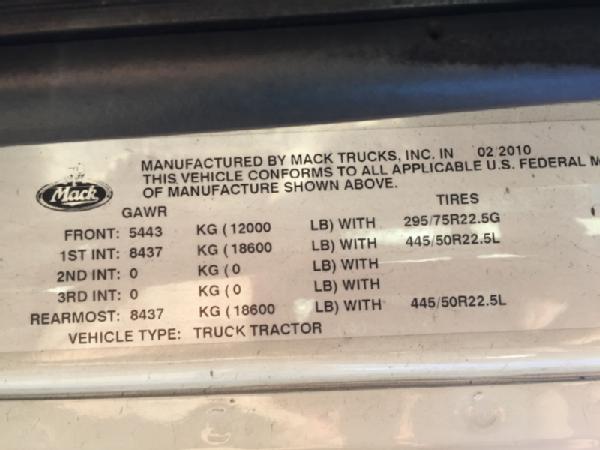 MANUFACTURED BY MACK TRUCKS, INC. IN 02/2010
THIS VEHICLE CONFORMS TO ALL APPLICABLE U.S. FEDERAL
OF MANUFACTURE SHOWN ABOVE.
Mack
GAWR TIRES
FRONT: 5443 KG ( 12000 LB) WITH 295/75R22.5G
1ST INT: 8437 KG ( 18600 LB) WITH 445/50R22.5L
2ND INT: 0 KG ( 0 LB) WITH
3RD INT: 0 KG ( 0 LB) WITH
REARMOST: 8437 KG ( 18600 LB) WITH 445/50R22.5L
VEHICLE TYPE: TRUCK TRACTOR